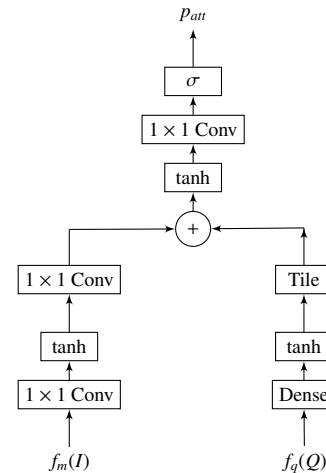 p_att
σ
1 × 1 Conv
tanh
+
1 × 1 Conv
Tile
tanh
tanh
1 × 1 Conv
Dense
f_m(I)
f_q(Q)